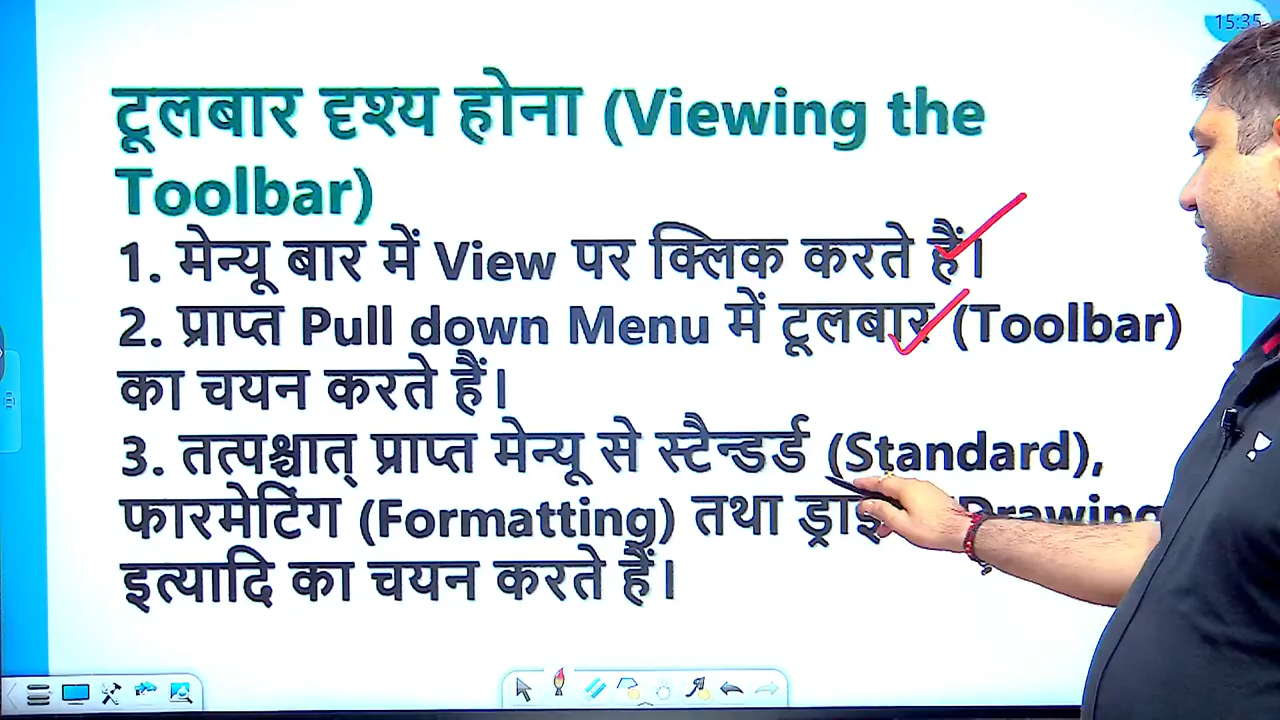 15:35
टूलबार दृश्य होना (Viewing the
Toolbar)
1. मेन्यू बार में View पर क्लिक करते हैं।
2. प्राप्त Pull down Menu में टूलबार (Toolbar)
का चयन करते हैं।
3. तत्पश्चात् प्राप्त मेन्यू से स्टैन्डर्ड (Standard),
फारमेटिंग (Formatting) तथा Drawing
इत्यादि का चयन करते हैं।